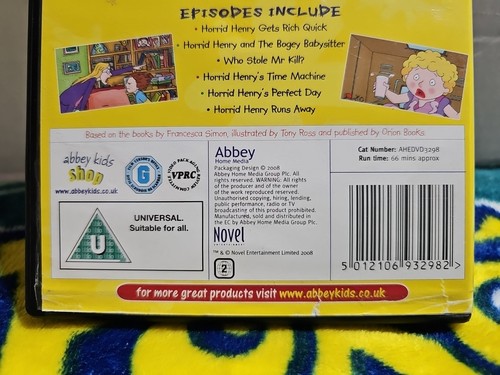 EPISODES INCLUDE
• Horrid Henry Gets Rich Quick
• Horrid Henry and The Bogey Babysitter
• Who Stole Mr Kill?
• Horrid Henry's Time Machine
• Horrid Henry's Perfect Day
• Horrid Henry Runs Away
Based on the books by Francesca Simon, illustrated by Tony Ross and published by Orion Books.
abbey kids
shop
www.abbeykids.co.uk
G
VPRC
U
UNIVERSAL.
Suitable for all.
Abbey
Home Media
Packaging Design © 2008
Abbey Home Media Group Plc. All
rights reserved. WARNING: All rights
of the producer and of the owner
of the work reproduced reserved.
Unauthorised copying, hiring, lending,
public performance, radio or TV
broadcasting of this product prohibited.
Manufactured, sold and distributed in
the EC by Abbey Home Media Group Plc.
Novel
ENTERTAINMENT
™ & © Novel Entertainment Limited 2008
2
Cat Number: AHEDVD3298
Run time: 66 mins approx
5 012106 932982 >
for more great products visit www.abbeykids.co.uk